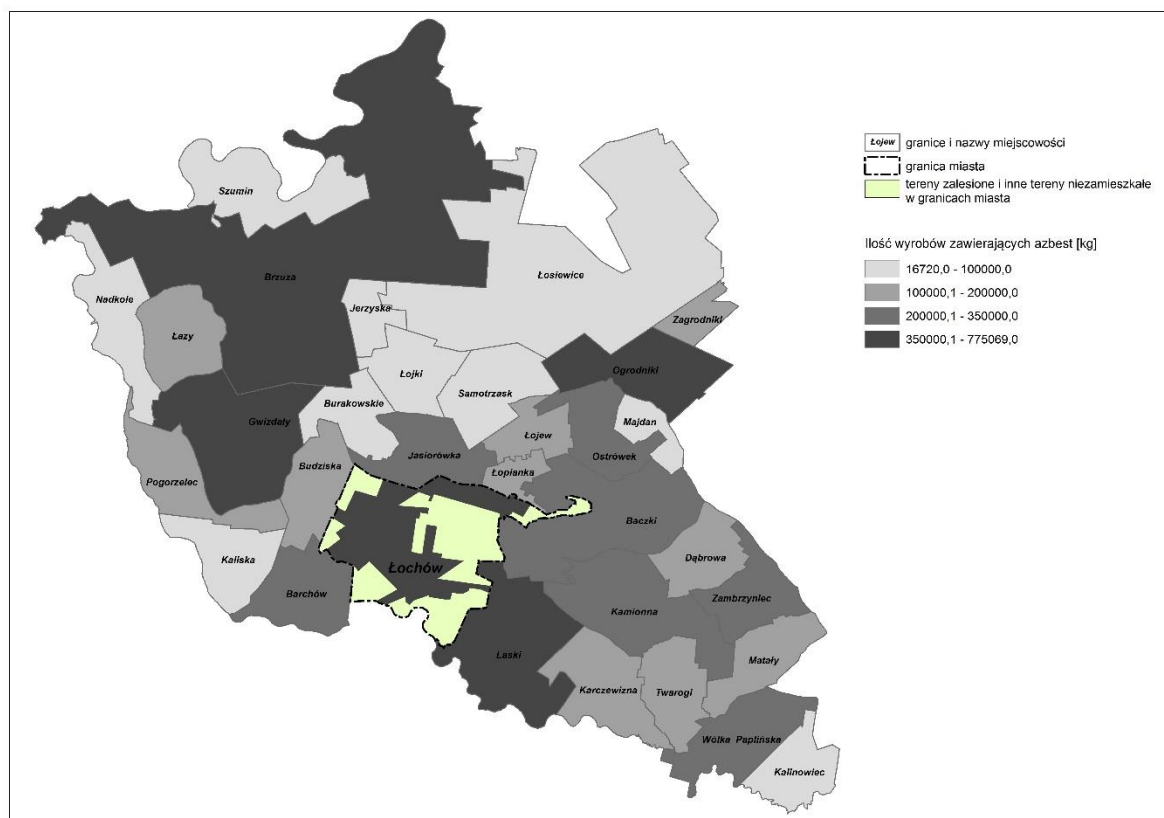 Łojew granice i nazwy miejscowości
granica miasta
tereny zalesione i inne tereny niezamieszkałe
w granicach miasta
Ilość wyrobów zawierających azbest [kg]
16720,0 - 100000,0
100000,1 - 200000,0
200000,1 - 350000,0
350000,1 - 775069,0
Szumin
Brzuza
Łosiewice
Nadkole
Jerzyska
Zagrodniki
Łazy
Łojki
Ogrodniki
Samotrzask
Burakowskie
Gwizdały
Majdan
Łojew
Jasiorówka
Ostrówek
Budziska
Łopianka
Pogorzelec
Baczki
Kaliska
Dąbrowa
Łochów
Barchów
Zambrzyniec
Kamionna
Łaski
Matały
Karczewizna
Twarogi
Wólka Paplińska
Kalinowiec